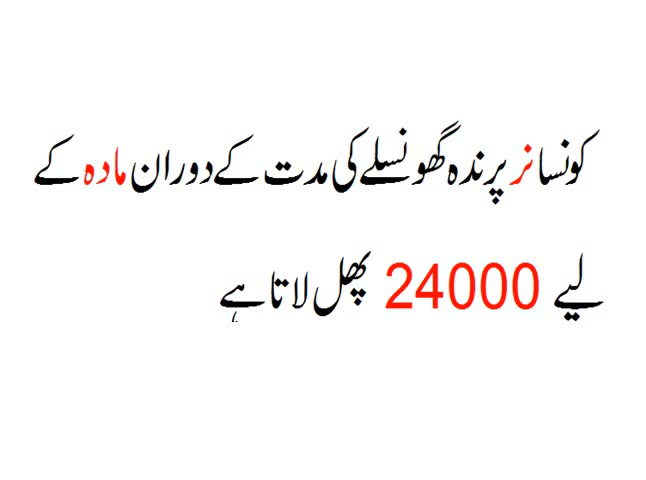 کونسا نر پرندہ گھونسلے کی مدت کے دوران مادہ کے
لیے 24000 پھل لاتا ہے